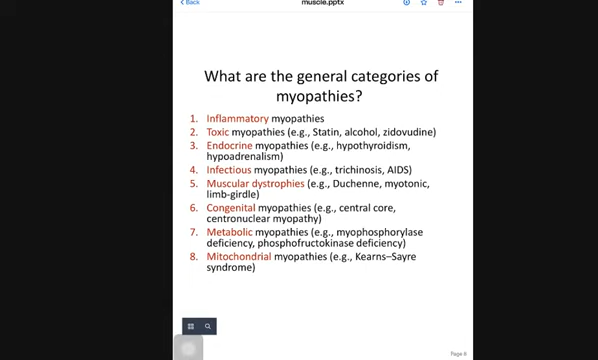 Back
muscle.pptx
What are the general categories of
myopathies?
1. Inflammatory myopathies
2. Toxic myopathies (e.g., Statin, alcohol, zidovudine)
3. Endocrine myopathies (e.g., hypothyroidism,
hypoadrenalism)
4. Infectious myopathies (e.g., trichinosis, AIDS)
5. Muscular dystrophies (e.g., Duchenne, myotonic,
limb-girdle)
6. Congenital myopathies (e.g., central core,
centronuclear myopathy)
7. Metabolic myopathies (e.g., myophosphorylase
deficiency, phosphofructokinase deficiency)
8. Mitochondrial myopathies (e.g., Kearns–Sayre
syndrome)
Page 8